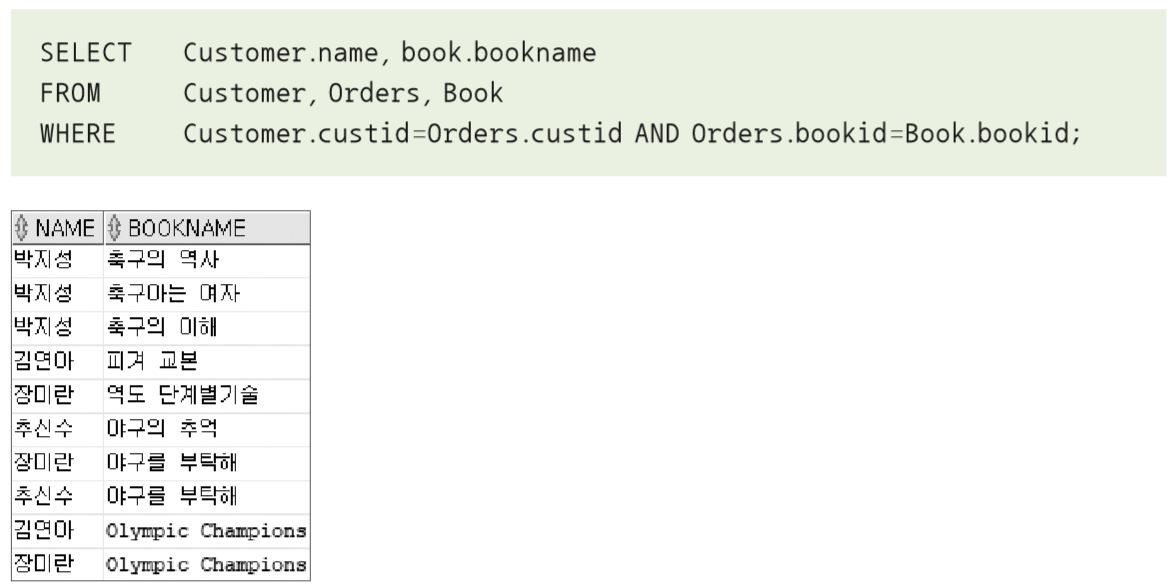 SELECT Customer.name, book.bookname
FROM Customer, Orders, Book
WHERE Customer.custid=Orders.custid AND Orders.bookid=Book.bookid;
NAME BOOKNAME
박지성 축구의 역사
박지성 축구아는 여자
박지성 축구의 이해
김연아 피겨 교본
장미란 역도 단계별기술
추신수 야구의 추억
장미란 야구를 부탁해
추신수 야구를 부탁해
김연아 Olympic Champions
장미란 Olympic Champions